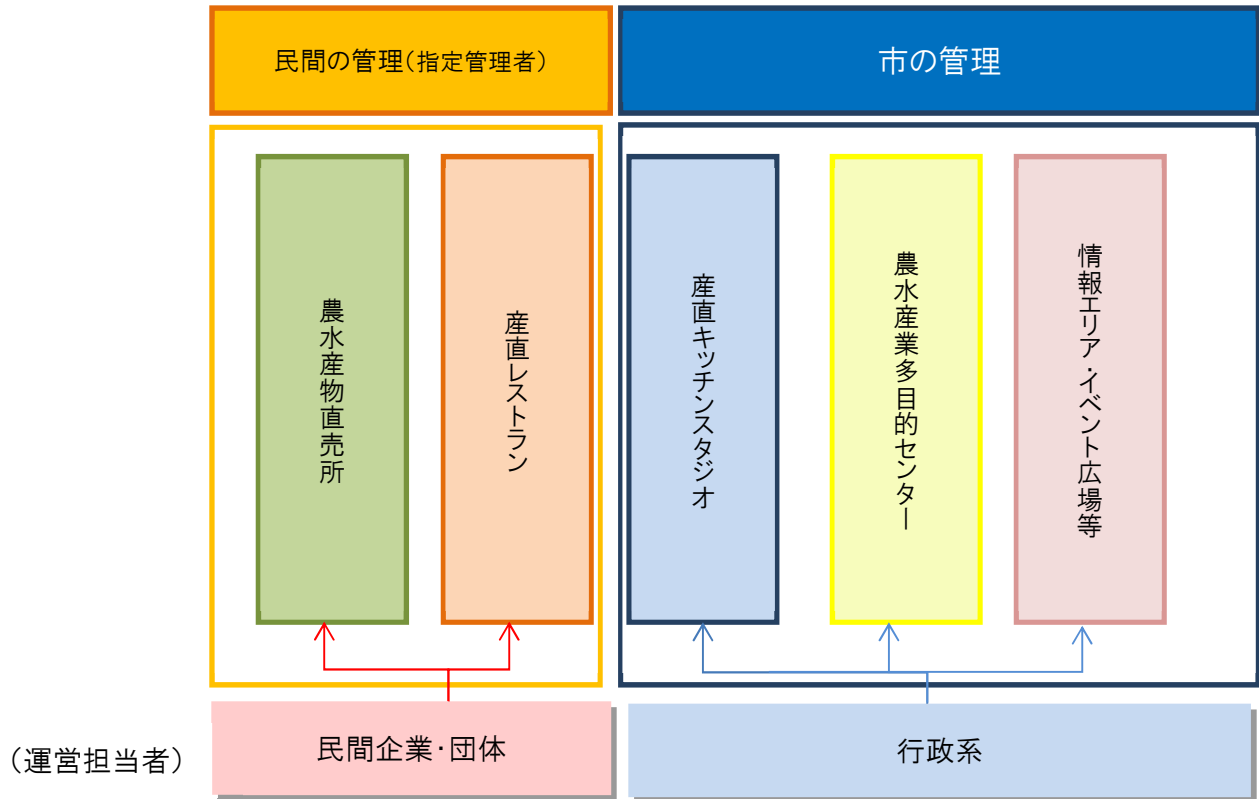 民間の管理（指定管理者）
市の管理
農水産物直売所
産直レストラン
産直キッチンスタジオ
農水産業多目的センター
情報エリア・イベント広場等
（運営担当者）
民間企業・団体
行政系